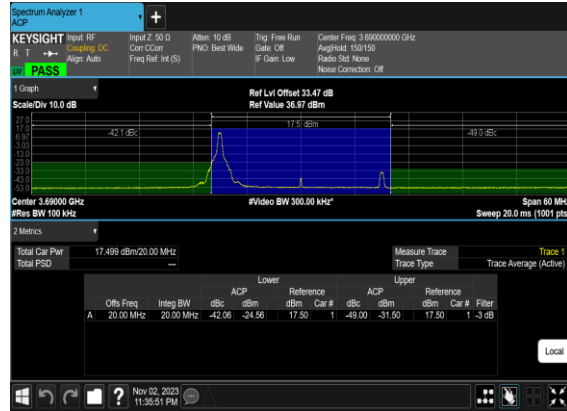 Spectrum Analyzer 1
ACP
+
KEYSIGHT Input: RF Input Z: 50 Ω Atten: 10 dB Trig: Free Run Center Freq: 3.690000000 GHz
R T Coupling: DC Corr CCorr PNO: Best Wide Gate: Off Avg|Hold: 150/150
Align: Auto Freq Ref: Int (S) IF Gain: Low Radio Std: None
PASS Noise Correction: Off
1 Graph
Ref Lvl Offset 33.47 dB
Scale/Div 10.0 dB Ref Value 36.97 dBm
27.0 17.5 dBm
17.0 -42.1 dBc -49.0 dBc
6.97
-3.03
-13.0
-23.0
-33.0
-43.0
-53.0
Center 3.69000 GHz #Video BW 300.00 kHz* Span 60 MHz
#Res BW 100 kHz Sweep 20.0 ms (1001 pts)
2 Metrics
Total Car Pwr 17.499 dBm/20.00 MHz Measure Trace Trace 1
Total PSD --- Trace Type Trace Average (Active)
Lower Upper
ACP Reference ACP Reference
Offs Freq Integ BW dBc dBm dBm Car # dBc dBm dBm Car # Filter
A 20.00 MHz 20.00 MHz -42.06 -24.56 17.50 1 -49.00 -31.50 17.50 1 -3 dB
Local
? Nov 02, 2023
11:35:51 PM